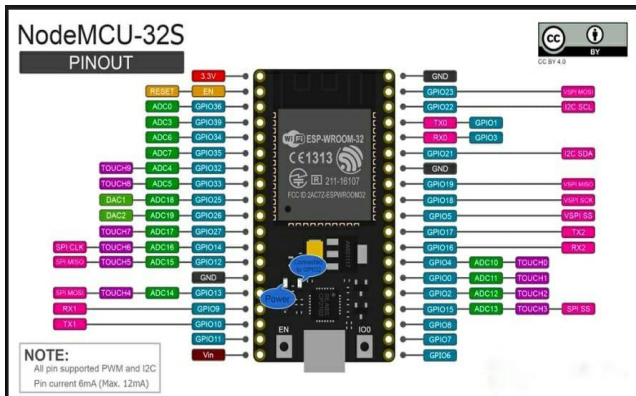 NodeMCU-32S
PINOUT
CC BY
CC BY 4.0
3.3V
RESET EN
ADC0 GPIO36
ADC3 GPIO39
ADC6 GPIO34
ADC7 GPIO35
TOUCH9 ADC4 GPIO32
TOUCH8 ADC5 GPIO33
DAC1 ADC18 GPIO25
DAC2 ADC19 GPIO26
TOUCH7 ADC17 GPIO27
SPI CLK TOUCH6 ADC16 GPIO14
SPI MISO TOUCH5 ADC15 GPIO12
GND
SPI MOSI TOUCH4 ADC14 GPIO13
RX1 GPIO9
TX1 GPIO10
GPIO11
Vin
WiFi ESP-WROOM-32
CE1313
R 211-16107
FCC ID:2AC7Z-ESPWROOM32
Connected
to GPIO2
Power
EN
IO0
GND
GPIO23 VSPI MOSI
GPIO22 I2C SCL
TX0 GPIO1
RX0 GPIO3
GPIO21 I2C SDA
GND
GPIO19 VSPI MISO
GPIO18 VSPI SCK
GPIO5 VSPI SS
GPIO17 TX2
GPIO16 RX2
GPIO4 ADC10 TOUCH0
GPIO0 ADC11 TOUCH1
GPIO2 ADC12 TOUCH2
GPIO15 ADC13 TOUCH3 SPI SS
GPIO8
GPIO7
GPIO6
NOTE:
All pin supported PWM and I2C
Pin current 6mA (Max. 12mA)